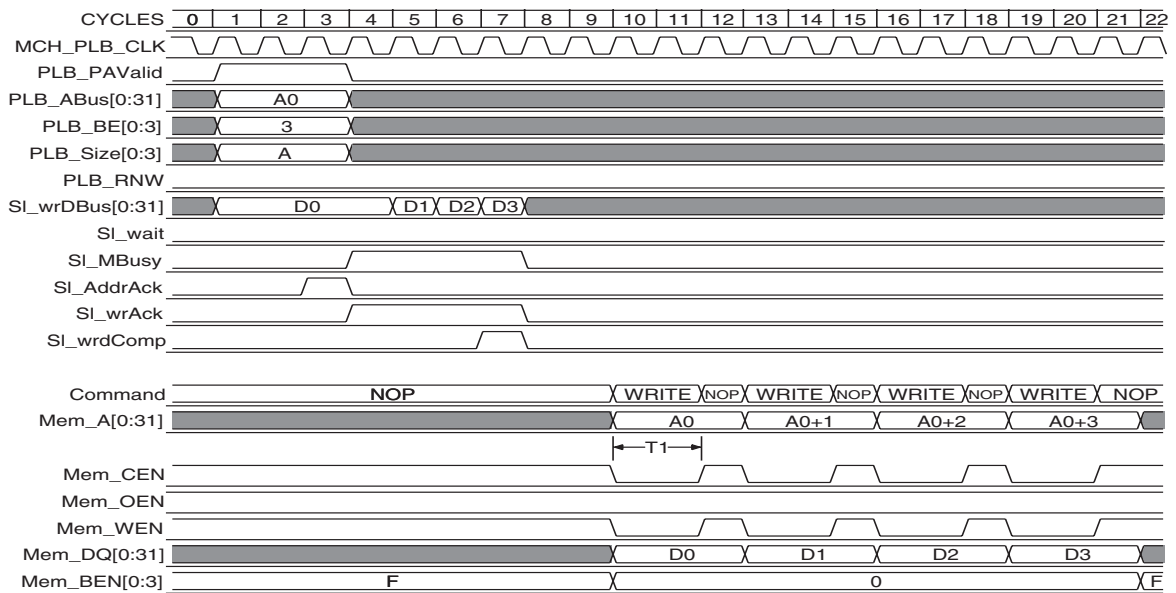 CYCLES 0 1 2 3 4 5 6 7 8 9 10 11 12 13 14 15 16 17 18 19 20 21 22
MCH_PLB_CLK
PLB_PAValid
PLB_ABus[0:31] A0
PLB_BE[0:3] 3
PLB_Size[0:3] A
PLB_RNW
Sl_wrDBus[0:31] D0 D1 D2 D3
Sl_wait
Sl_MBusy
Sl_AddrAck
Sl_wrAck
Sl_wrdComp
Command NOP WRITE NOP WRITE NOP WRITE NOP WRITE NOP
Mem_A[0:31] A0 A0+1 A0+2 A0+3
T1
Mem_CEN
Mem_OEN
Mem_WEN
Mem_DQ[0:31] D0 D1 D2 D3
Mem_BEN[0:3] F 0 F